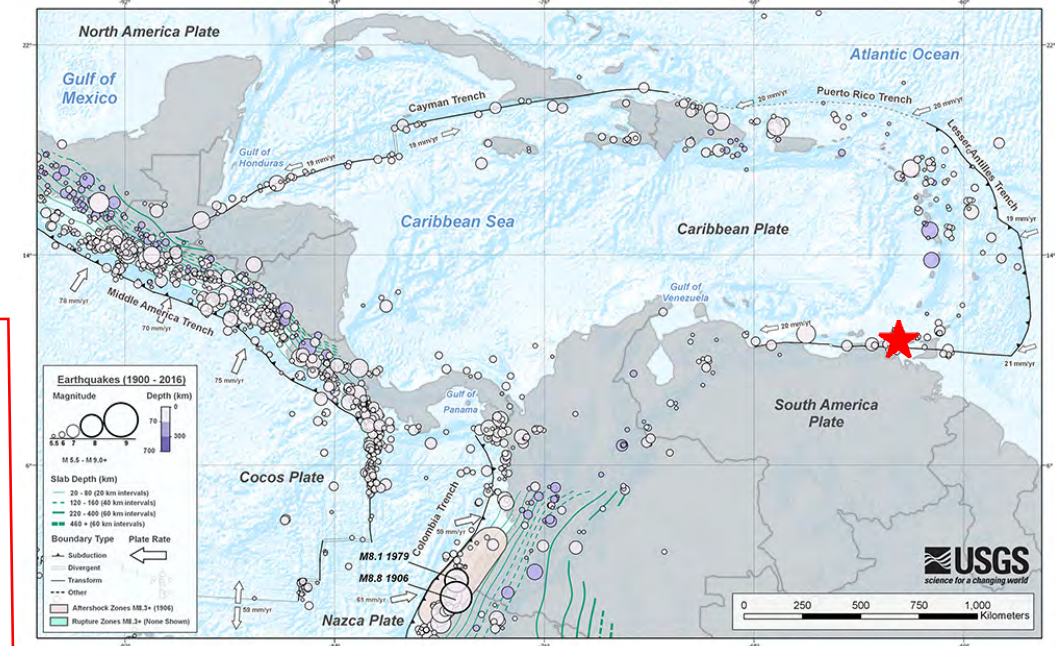 North America Plate
Atlantic Ocean
Gulf of
Mexico
22°
Cayman Trench
Puerto Rico Trench
20 mm/yr
20 mm/yr
Lesser Antilles Trench
Gulf of
Honduras
19 mm/yr
19 mm/yr
Caribbean Sea
Caribbean Plate
19 mm/yr
14°
14°
Gulf of
Venezuela
78 mm/yr
Middle America Trench
70 mm/yr
20 mm/yr
21 mm/yr
75 mm/yr
Gulf of
Panama
South America
Plate
Cocos Plate
6°
Colombia Trench
M8.1 1979
M8.8 1906
61 mm/yr
Nazca Plate
Earthquakes (1900 - 2016)
Magnitude
Depth (km)
0
70
300
700
5.5 6 7 8 9
M 5.5 - M 9.0+
Slab Depth (km)
20 - 80 (20 km intervals)
120 - 160 (40 km intervals)
220 - 400 (60 km intervals)
460 + (60 km intervals)
Boundary Type Plate Rate
Subduction
Divergent
Transform
Other
Aftershock Zones M8.3+ (1906)
Rupture Zones M8.3+ (None Shown)
USGS
science for a changing world
0 250 500 750 1,000
Kilometers